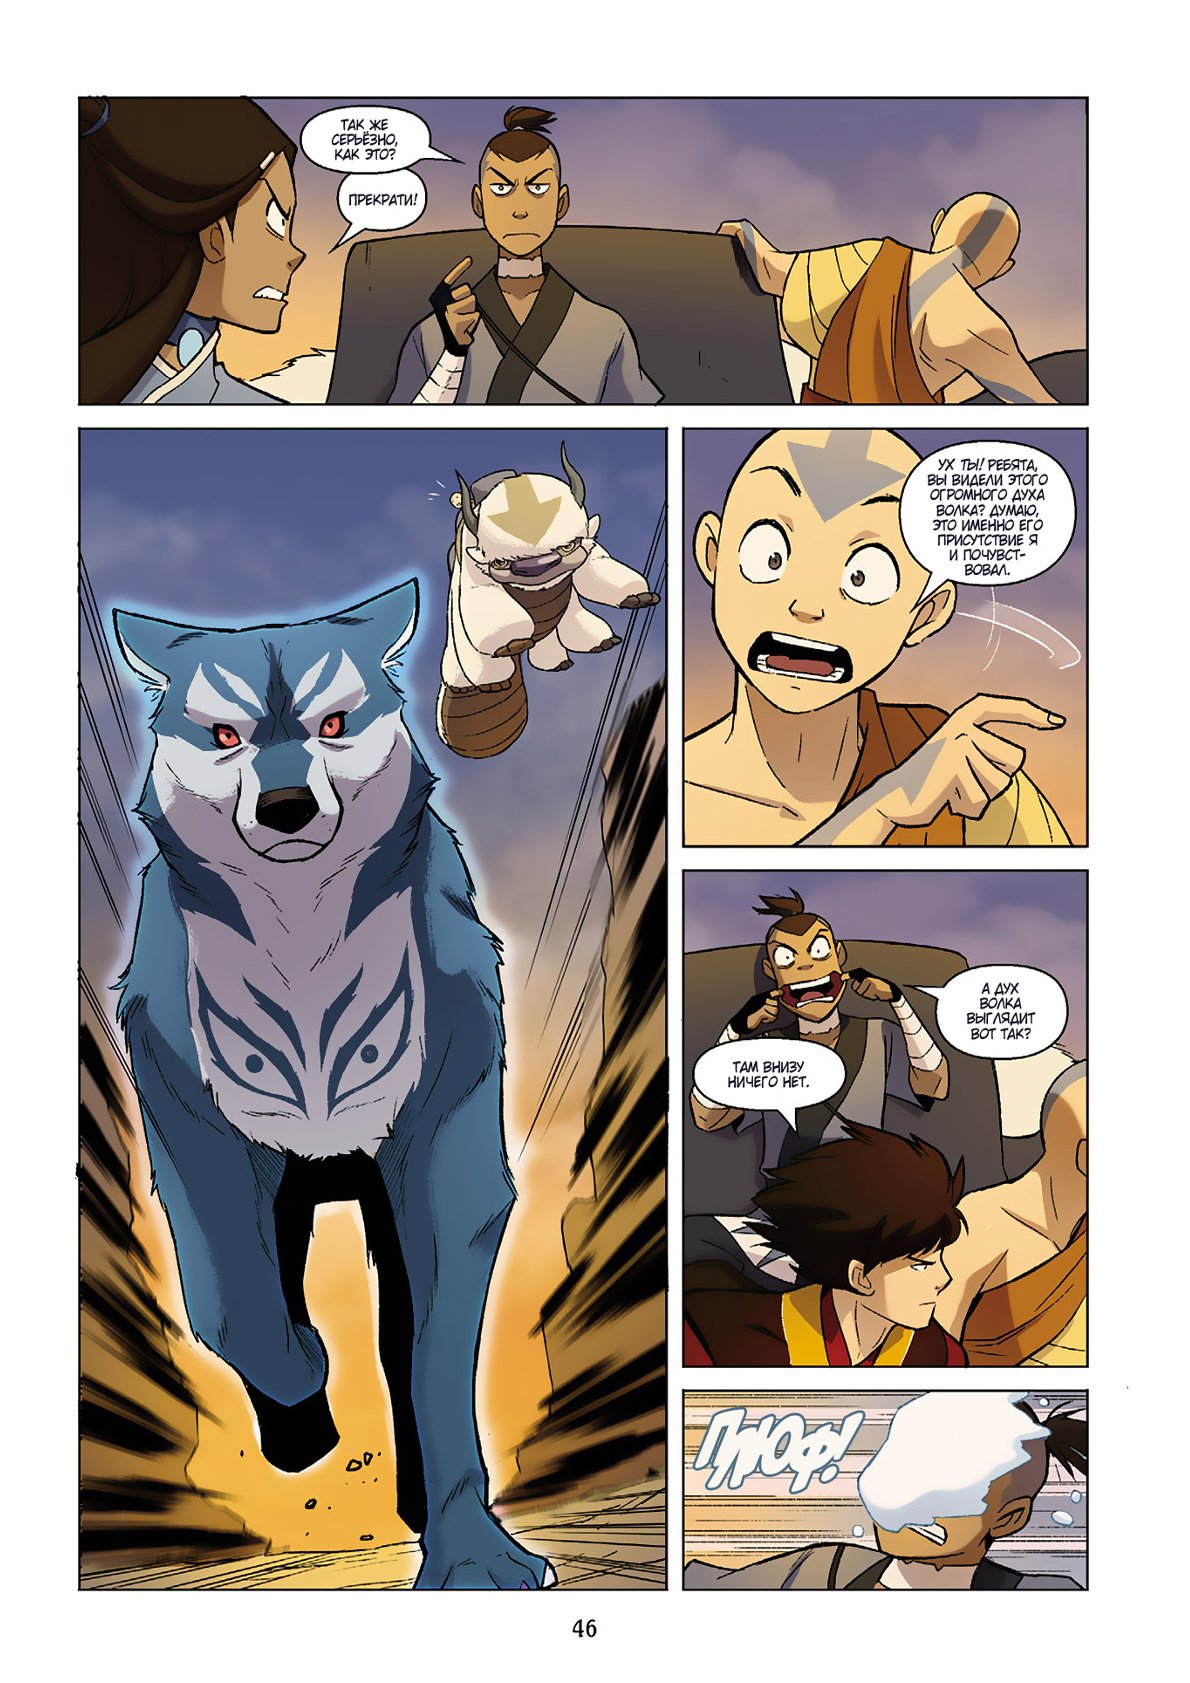 ТАК ЖЕ
СЕРЬЁЗНО,
КАК ЭТО?
ПРЕКРАТИ!
УХ ТЫ! РЕБЯТА,
ВЫ ВИДЕЛИ ЭТОГО
ОГРОМНОГО ДУХА
ВОЛКА? ДУМАЮ,
ЭТО ИМЕННО ЕГО
ПРИСУТСТВИЕ Я
И ПОЧУВСТ-
ВОВАЛ.
А ДУХ
ВОЛКА
ВЫГЛЯДИТ
ВОТ ТАК?
ТАМ ВНИЗУ
НИЧЕГО НЕТ.
ПЛЮФ!
46